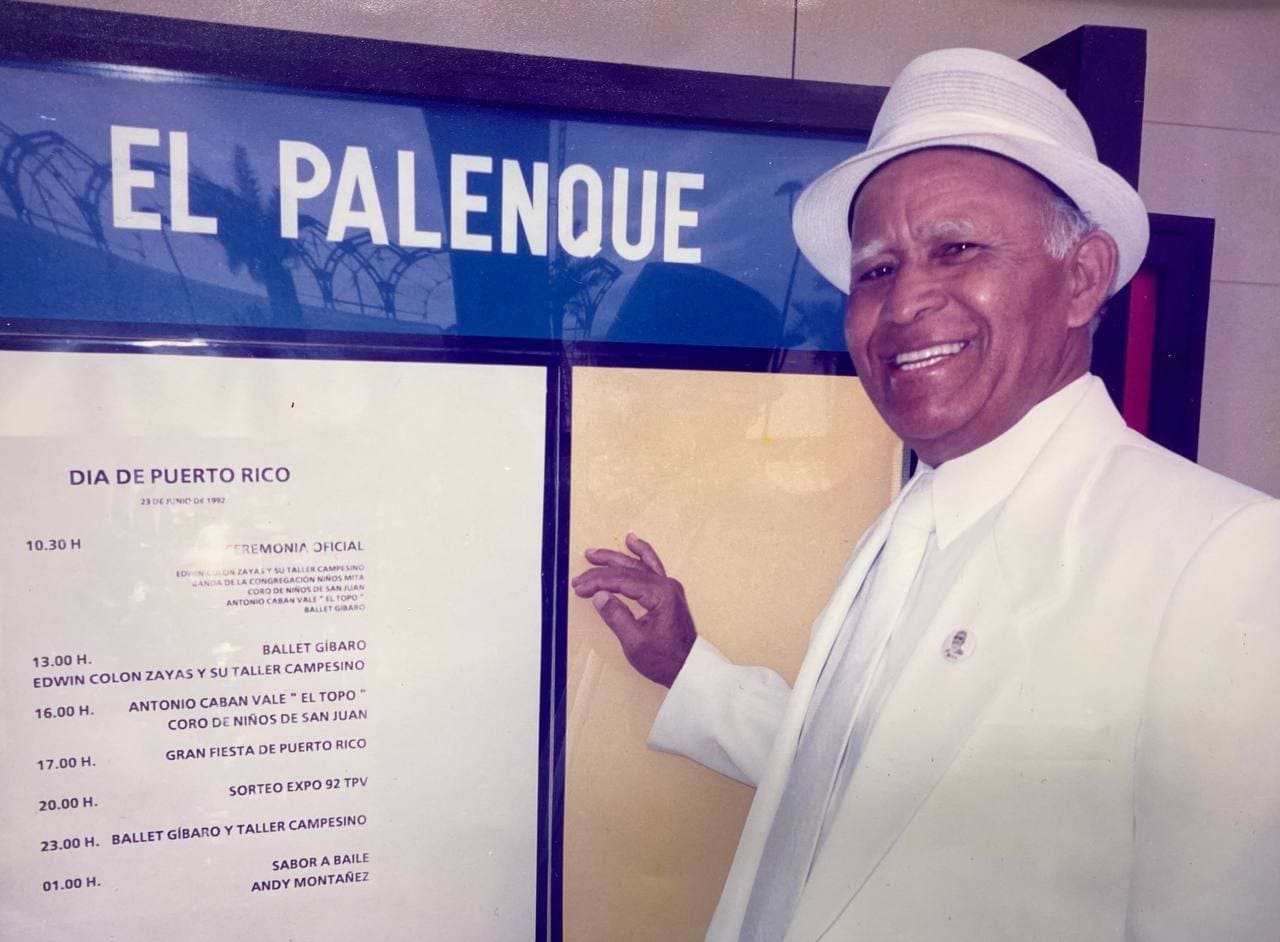 EL PALENQUE
DIA DE PUERTO RICO
23 DE JUNIO DE 1992
10.30 H CEREMONIA OFICIAL
EDWIN COLON ZAYAS Y SU TALLER CAMPESINO
BANDA DE LA CONGREGACIÓN NIÑOS MITA
CORO DE NIÑOS DE SAN JUAN
ANTONIO CABAN VALE " EL TOPO "
BALLET GÍBARO
13.00 H. BALLET GÍBARO
EDWIN COLON ZAYAS Y SU TALLER CAMPESINO
16.00 H. ANTONIO CABAN VALE " EL TOPO "
CORO DE NIÑOS DE SAN JUAN
17.00 H. GRAN FIESTA DE PUERTO RICO
20.00 H. SORTEO EXPO 92 TPV
23.00 H. BALLET GÍBARO Y TALLER CAMPESINO
01.00 H. SABOR A BAILE
ANDY MONTAÑEZ